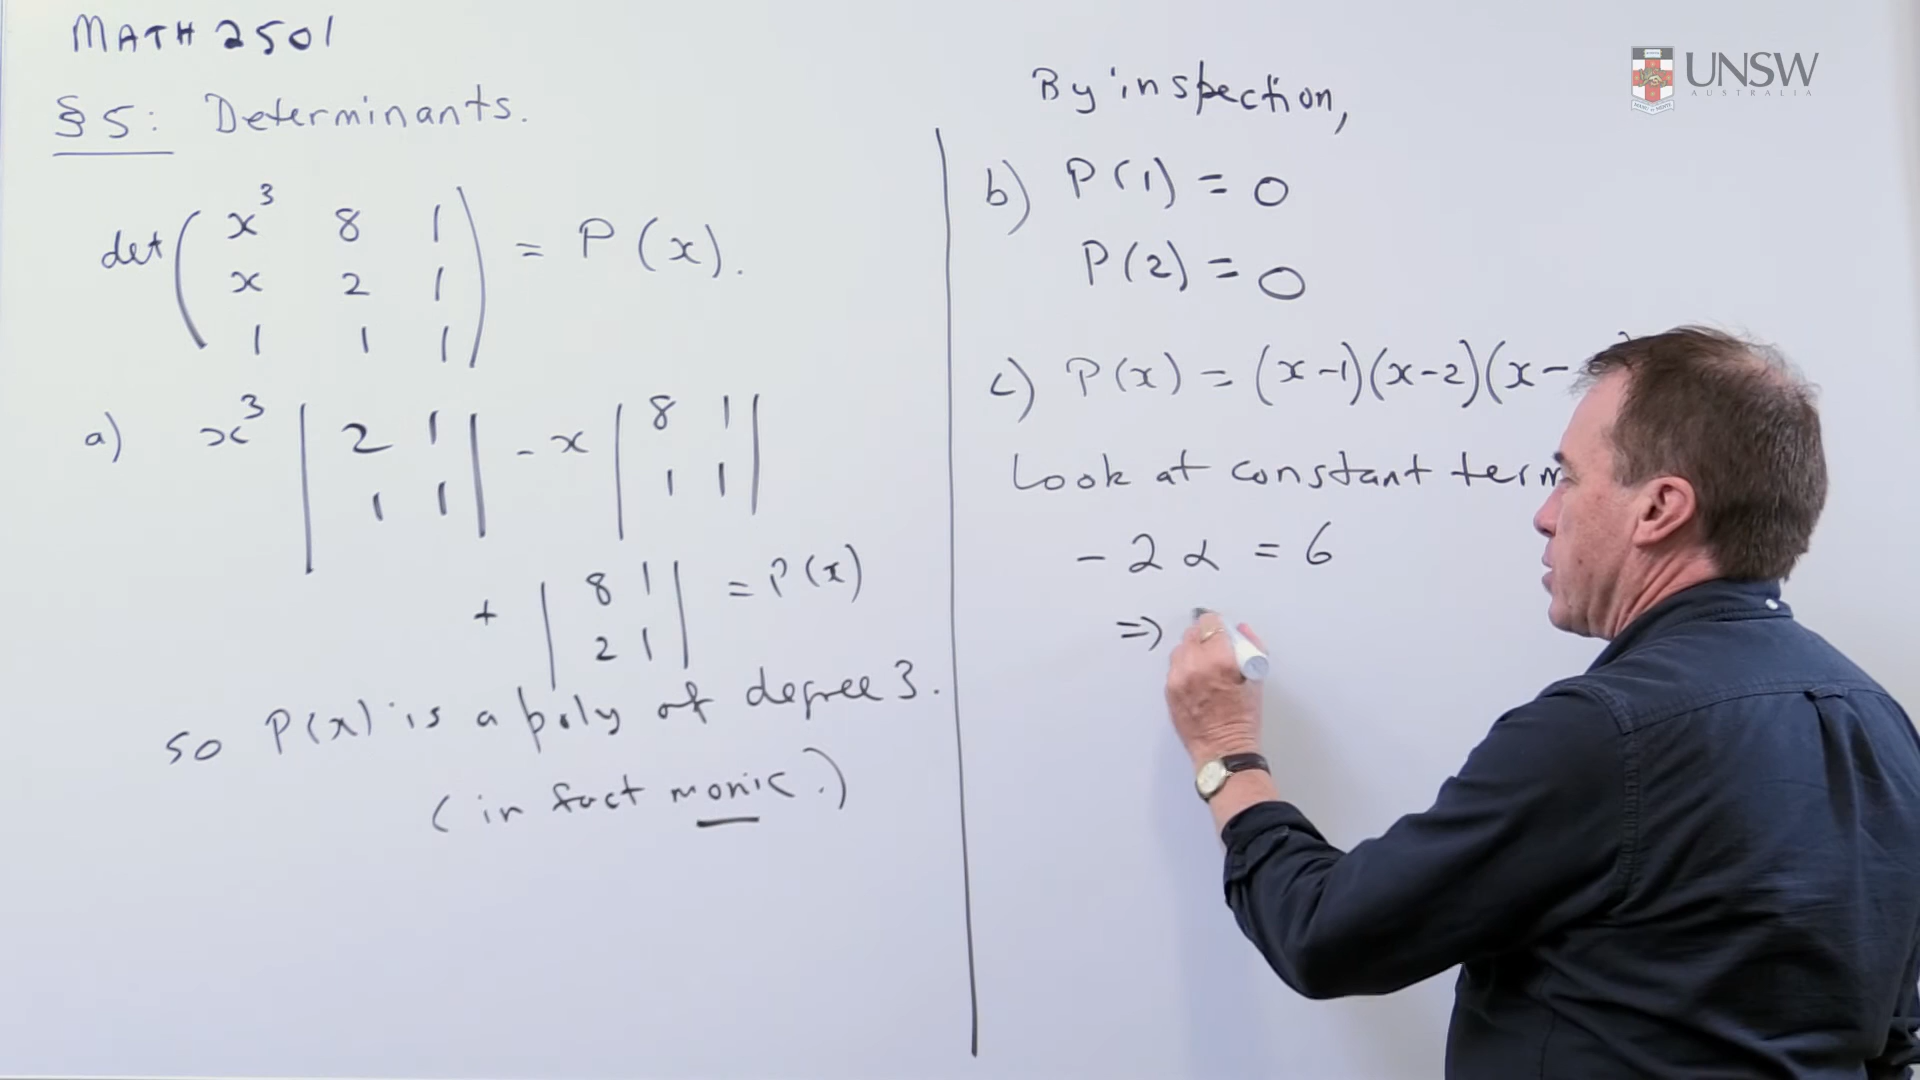 MATH 2501
§5: Determinants.
det ( x³ 8 1
x 2 1
1 1 1 ) = P(x).
a) x³ | 2 1
1 1 | - x | 8 1
1 1 |
+ | 8 1
2 1 | = P(x)
so P(x) is a poly of degree 3.
(in fact monic.)
By inspection,
b) P(1) = 0
P(2) = 0
c) P(x) = (x-1)(x-2)(x-
Look at constant term
-2α = 6
⇒
UNSW
AUSTRALIA